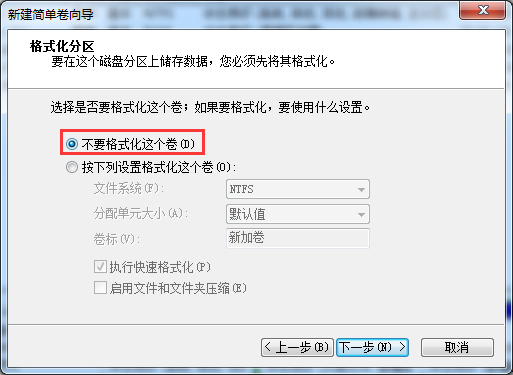 新建简单卷向导
格式化分区
要在这个磁盘分区上储存数据，您必须先将其格式化。
选择是否要格式化这个卷；如果要格式化，要使用什么设置。
不要格式化这个卷(D)
按下列设置格式化这个卷(O):
文件系统(F): NTFS
分配单元大小(A): 默认值
卷标(V): 新加卷
执行快速格式化(P)
启用文件和文件夹压缩(E)
< 上一步(B) 下一步(N) > 取消